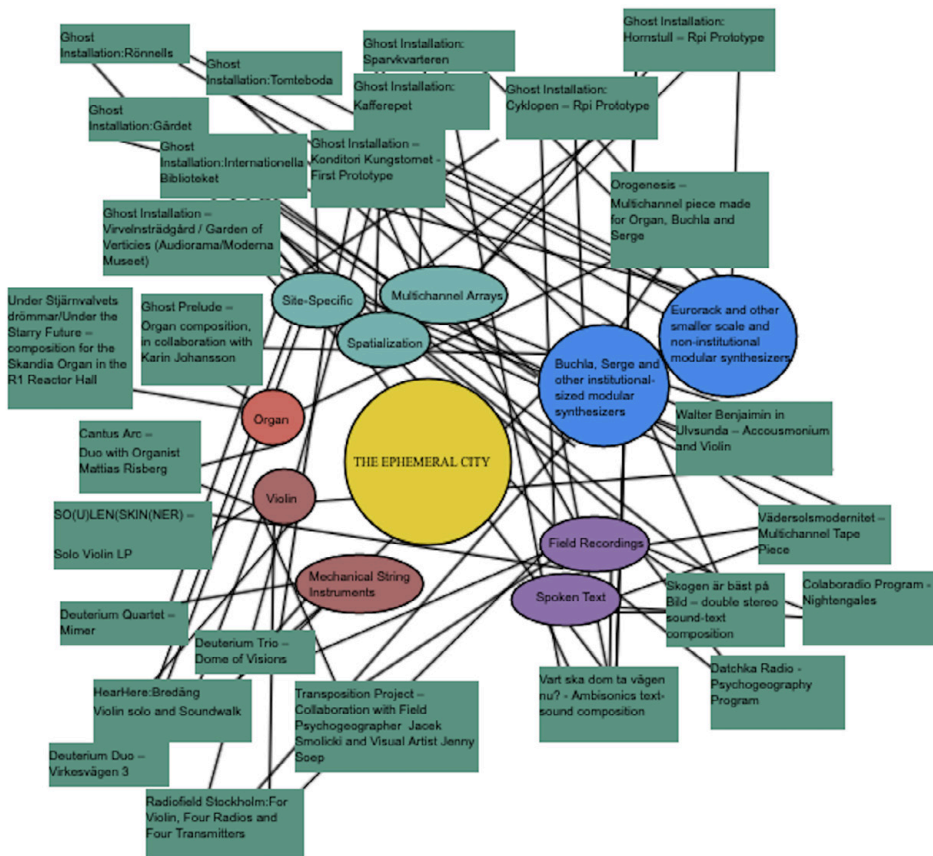 Ghost
Installation:Rönnells
Ghost
Installation:Tomteboda
Ghost Installation:
Sparvkvarteren
Ghost Installation:
Hornstull – Rpi Prototype
Ghost
Installation:Gärdet
Ghost Installation:
Kafferepet
Ghost Installation:
Cyklopen – Rpi Prototype
Ghost
Installation:Internationella
Biblioteket
Ghost Installation –
Konditori Kungstornet -
First Prototype
Orogenesis –
Multichannel piece made
for Organ, Buchla and
Serge
Ghost Installation –
Virvelnsträdgård / Garden of
Verticies (Audiorama/Moderna
Museet)
Under Stjärnvalvets
drömmar/Under the
Starry Future –
composition for the
Skandia Organ in the
R1 Reactor Hall
Ghost Prelude –
Organ composition,
in collaboration with
Karin Johansson
Site-Specific
Multichannel Arrays
Spatialization
Eurorack and other
smaller scale and
non-institutional
modular synthesizers
Buchla, Serge and
other institutional-
sized modular
synthesizers
Organ
Walter Benjaimin in
Ulvsunda – Accousmonium
and Violin
Cantus Arc –
Duo with Organist
Mattias Risberg
THE EPHEMERAL CITY
Violin
SO(U)LEN(SKIN(NER) –
Solo Violin LP
Field Recordings
Vädersolsmodernitet –
Multichannel Tape
Piece
Mechanical String
Instruments
Spoken Text
Skogen är bäst på
Bild – double stereo
sound-text
composition
Colaboradio Program -
Nightengales
Deuterium Quartet –
Mimer
Deuterium Trio –
Dome of Visions
Vart ska dom ta vägen
nu? - Ambisonics text-
sound composition
Datchka Radio -
Psychogeography
Program
HearHere:Bredäng
Violin solo and Soundwalk
Transposition Project –
Collaboration with Field
Psychogeographer Jacek
Smolicki and Visual Artist Jenny
Soep
Deuterium Duo –
Virkesvägen 3
Radiofield Stockholm:For
Violin, Four Radios and
Four Transmitters